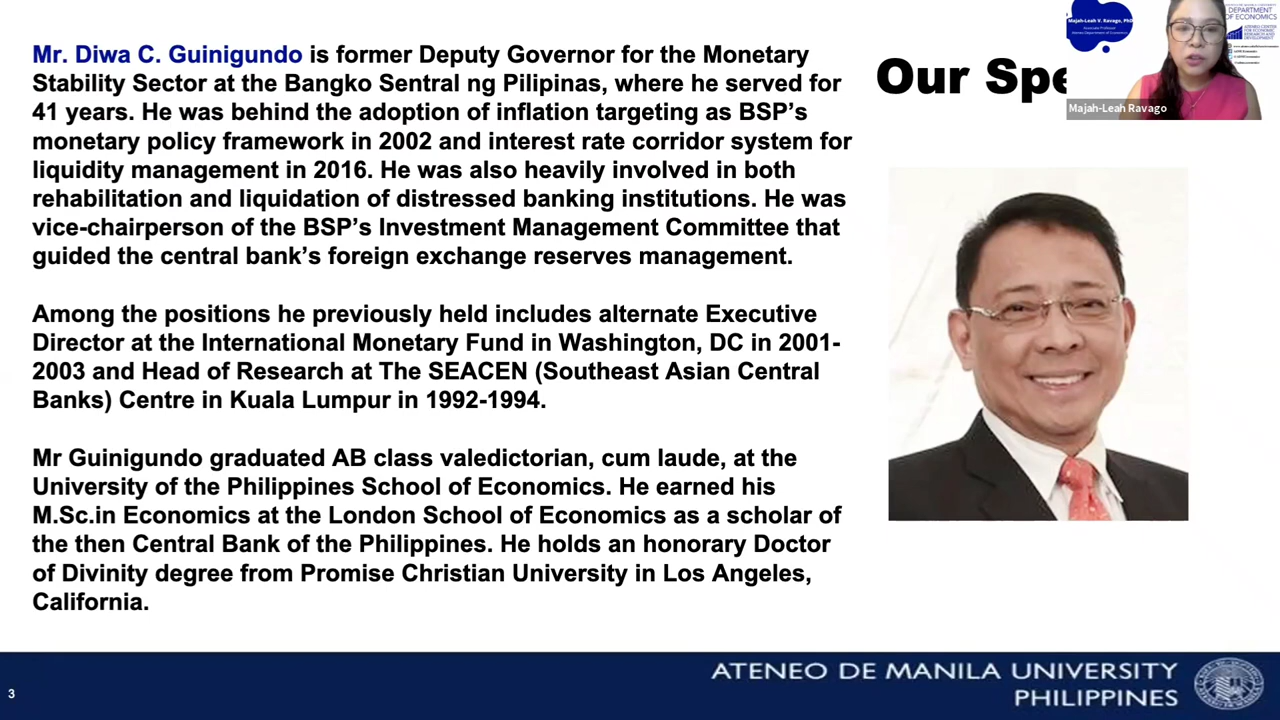 Mr. Diwa C. Guinigundo is former Deputy Governor for the Monetary
Stability Sector at the Bangko Sentral ng Pilipinas, where he served for
41 years. He was behind the adoption of inflation targeting as BSP’s
monetary policy framework in 2002 and interest rate corridor system for
liquidity management in 2016. He was also heavily involved in both
rehabilitation and liquidation of distressed banking institutions. He was
vice-chairperson of the BSP’s Investment Management Committee that
guided the central bank’s foreign exchange reserves management.
Among the positions he previously held includes alternate Executive
Director at the International Monetary Fund in Washington, DC in 2001-
2003 and Head of Research at The SEACEN (Southeast Asian Central
Banks) Centre in Kuala Lumpur in 1992-1994.
Mr Guinigundo graduated AB class valedictorian, cum laude, at the
University of the Philippines School of Economics. He earned his
M.Sc.in Economics at the London School of Economics as a scholar of
the then Central Bank of the Philippines. He holds an honorary Doctor
of Divinity degree from Promise Christian University in Los Angeles,
California.
Our Spe
Majah-Leah V. Ravago, PhD
Associate Professor
Ateneo Department of Economics
DEPARTMENT
OF ECONOMICS
Majah-Leah Ravago
3
ATENEO DE MANILA UNIVERSITY
PHILIPPINES